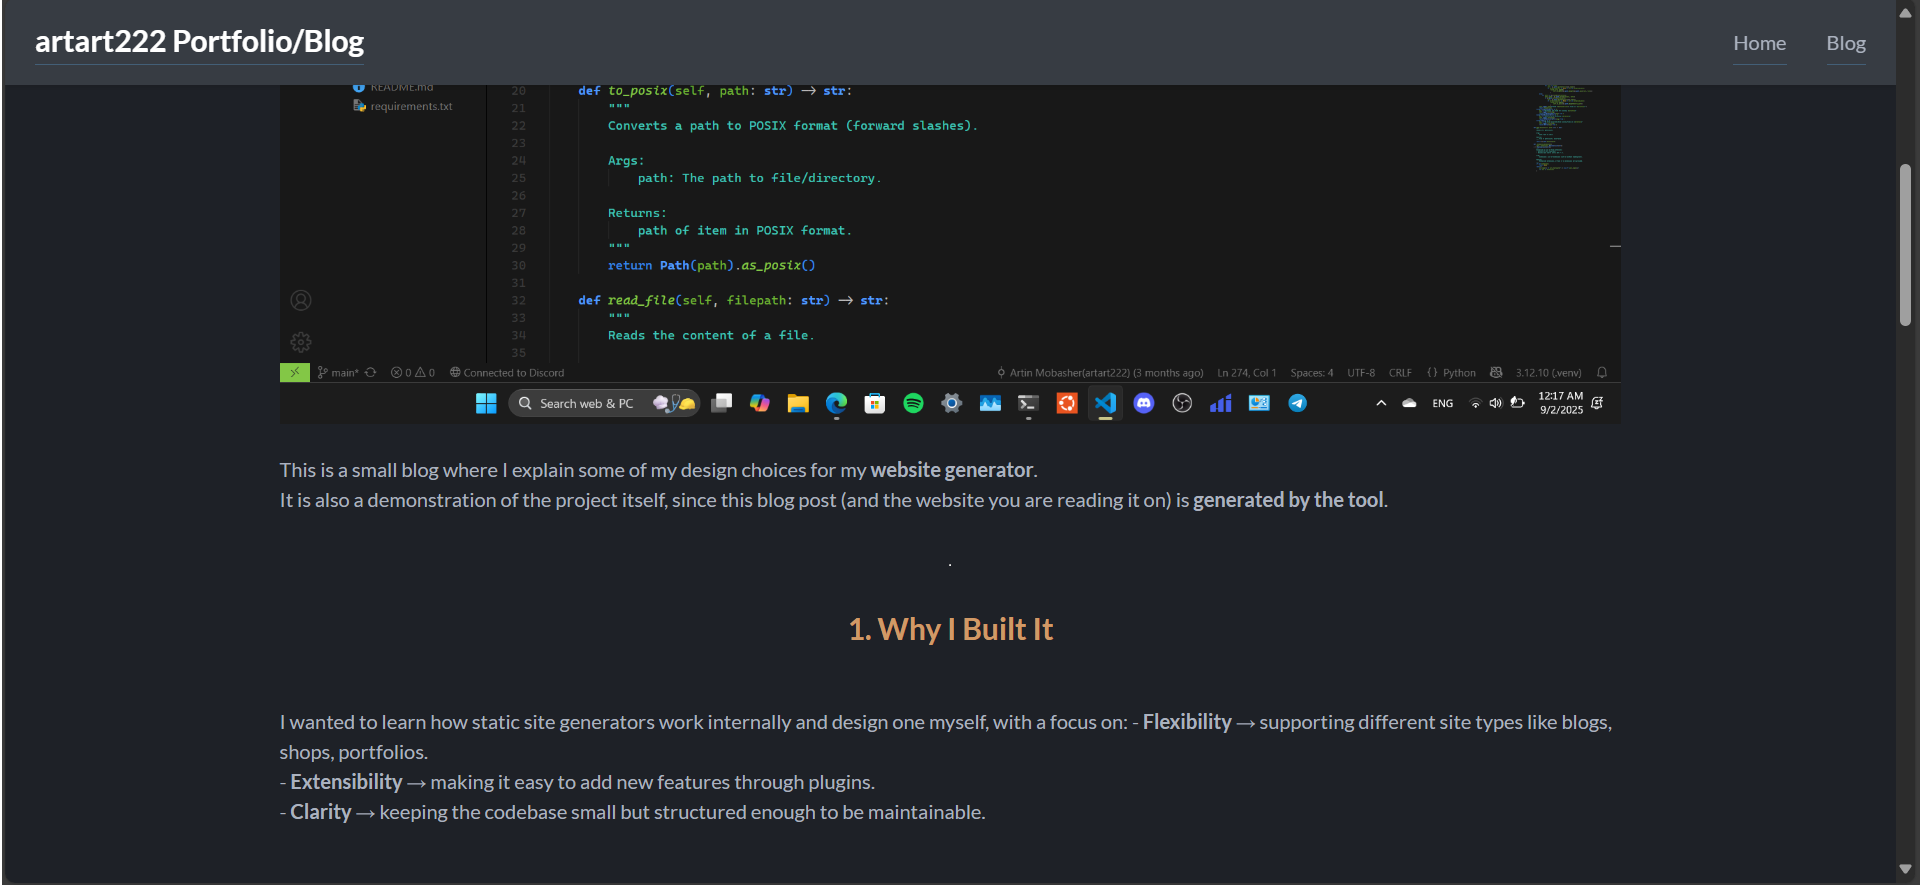 artart222 Portfolio/Blog
Home
Blog
README.md
requirements.txt
20 def to_posix(self, path: str) → str:
21 """
22 Converts a path to POSIX format (forward slashes).
23
24 Args:
25 path: The path to file/directory.
26
27 Returns:
28 path of item in POSIX format.
29 """
30 return Path(path).as_posix()
31
32 def read_file(self, filepath: str) → str:
33 """
34 Reads the content of a file.
35
main* 0 0 Connected to Discord
Artin Mobasher(artart222) (3 months ago) Ln 274, Col 1 Spaces: 4 UTF-8 CRLF {} Python 3.12.10 (.venv)
Search web & PC
ENG
12:17 AM
9/2/2025
This is a small blog where I explain some of my design choices for my website generator.
It is also a demonstration of the project itself, since this blog post (and the website you are reading it on) is generated by the tool.
.
1. Why I Built It
I wanted to learn how static site generators work internally and design one myself, with a focus on: - Flexibility → supporting different site types like blogs,
shops, portfolios.
- Extensibility → making it easy to add new features through plugins.
- Clarity → keeping the codebase small but structured enough to be maintainable.